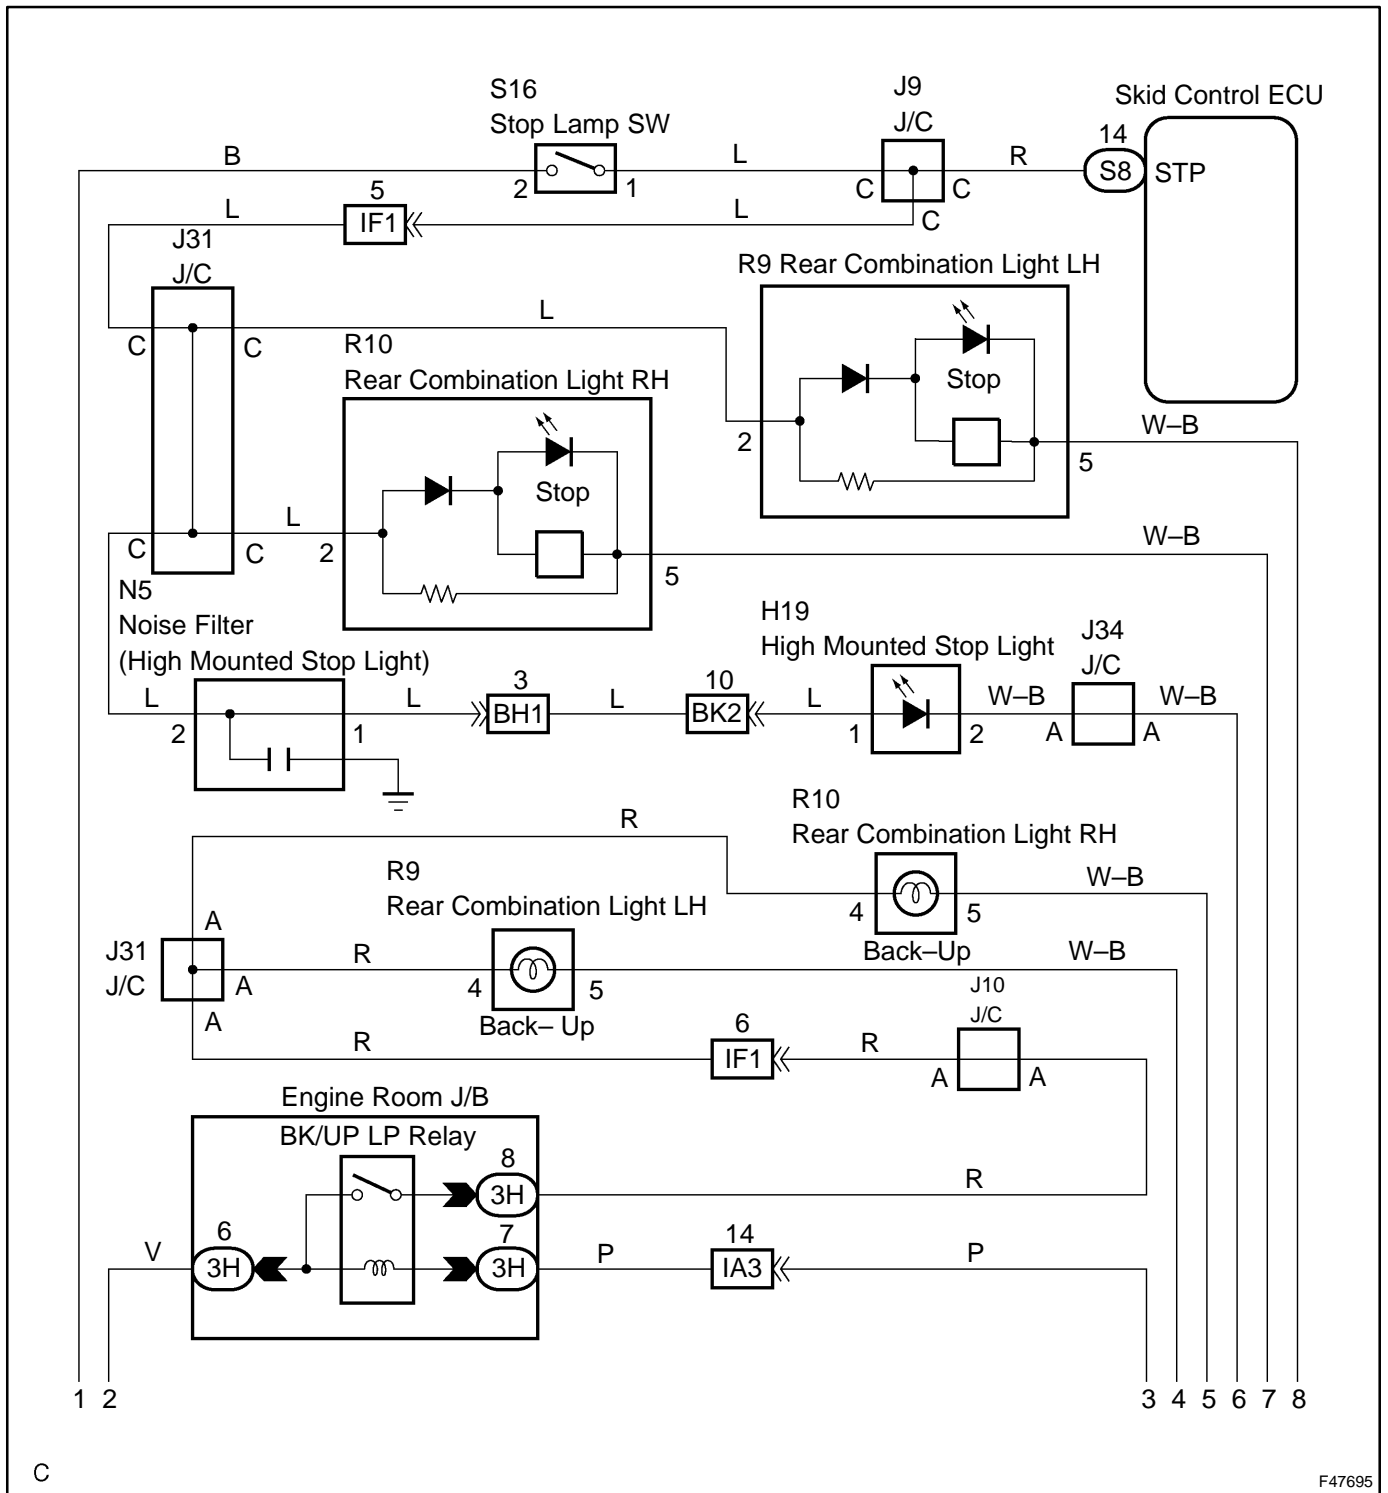 S16
Stop Lamp SW
J9
J/C
Skid Control ECU
14
B
L
R
2
1
C
C
S8
STP
5
L
IF1
L
C
J31
J/C
R9 Rear Combination Light LH
L
C
C
R10
Rear Combination Light RH
Stop
W–B
2
5
Stop
L
W–B
C
C
2
5
N5
Noise Filter
(High Mounted Stop Light)
H19
High Mounted Stop Light
J34
J/C
3
10
L
L
L
L
W–B
W–B
BH1
BK2
2
1
1
2
A
A
R10
Rear Combination Light RH
R
R9
Rear Combination Light LH
W–B
4
5
A
Back–Up
J31
J/C
R
W–B
A
4
5
J10
J/C
A
Back– Up
6
R
IF1
R
A
A
Engine Room J/B
BK/UP LP Relay
8
3H
R
6
7
14
V
3H
3H
P
IA3
P
1 2
3 4 5 6 7 8
C
F47695